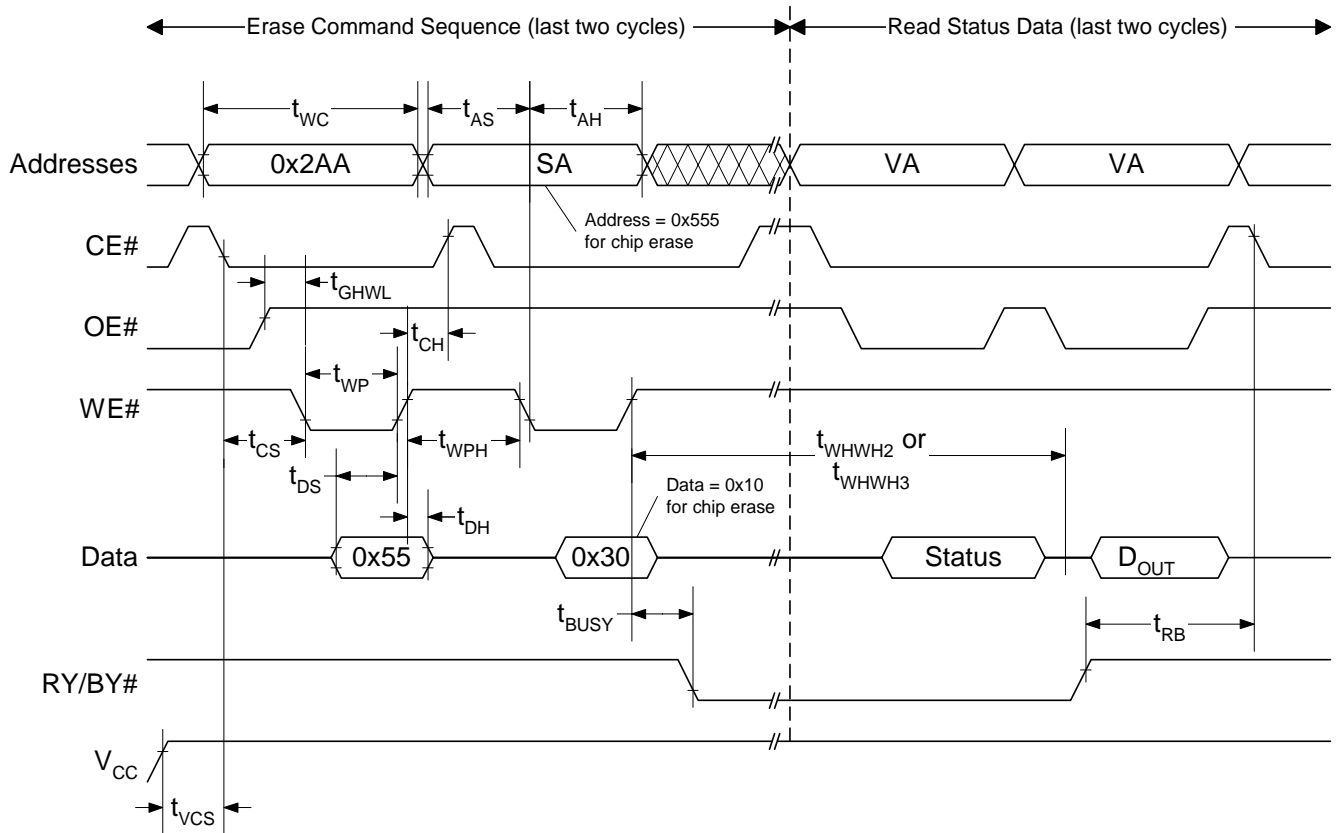 Erase Command Sequence (last two cycles)
Read Status Data (last two cycles)
tWC
tAS
tAH
Addresses
0x2AA
SA
VA
VA
Address = 0x555
for chip erase
CE#
tGHWL
OE#
tCH
tWP
WE#
tCS
tWPH
tWHWH2 or
tWHWH3
tDS
Data = 0x10
for chip erase
tDH
Data
0x55
0x30
Status
DOUT
tBUSY
tRB
RY/BY#
VCC
tVCS